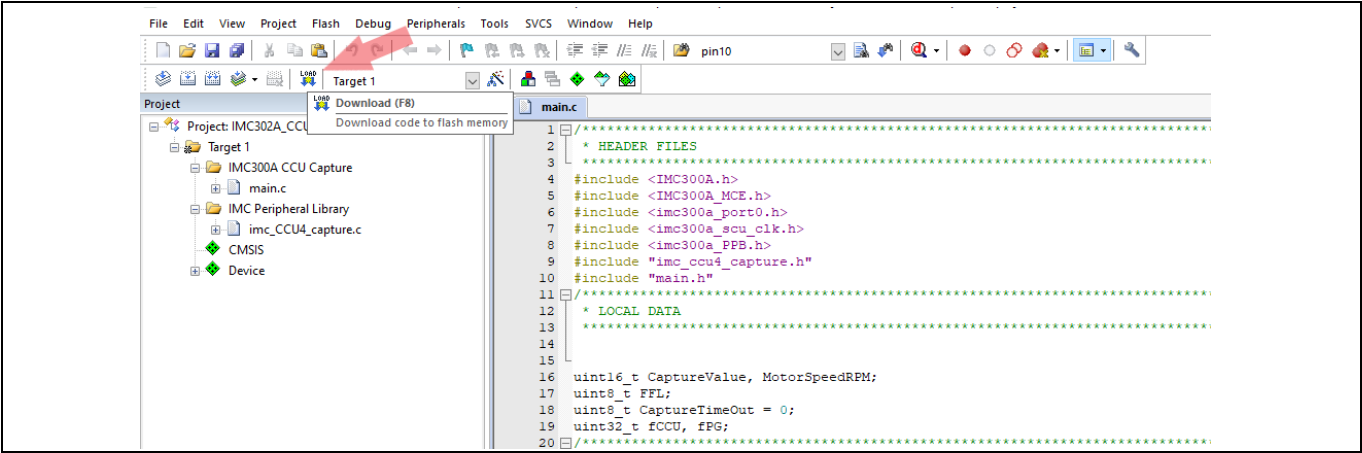 File Edit View Project Flash Debug Peripherals Tools SVCS Window Help
pin10
LOAD Target 1
Project
main.c
LOAD Download (F8)
Download code to flash memory
Project: IMC302A_CCU
Target 1
IMC300A CCU Capture
main.c
IMC Peripheral Library
imc_CCU4_capture.c
CMSIS
Device
1 /******************************************************************************
2 * HEADER FILES
3 ******************************************************************************
4 #include <IMC300A.h>
5 #include <IMC300A_MCE.h>
6 #include <imc300a_port0.h>
7 #include <imc300a_scu_clk.h>
8 #include <imc300a_PPB.h>
9 #include "imc_ccu4_capture.h"
10 #include "main.h"
11 /******************************************************************************
12 * LOCAL DATA
13 ******************************************************************************
14
15
16 uint16_t CaptureValue, MotorSpeedRPM;
17 uint8_t FFL;
18 uint8_t CaptureTimeOut = 0;
19 uint32_t fCCU, fPG;
20 /******************************************************************************